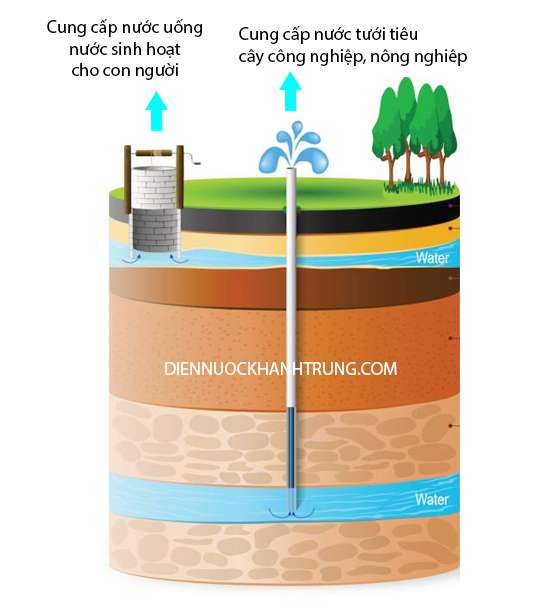 Cung cấp nước uống
nước sinh hoạt
cho con người
Cung cấp nước tưới tiêu
cây công nghiệp, nông nghiêp
Water
DIENNUOCKHANHTRUNG.COM
Water